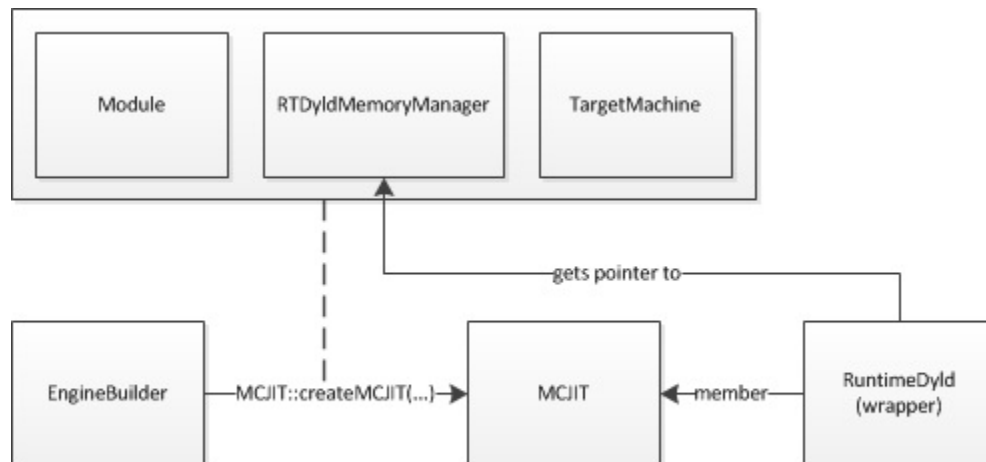 Module
RTDyldMemoryManager
TargetMachine
gets pointer to
EngineBuilder
MCJIT::createMCJIT(...)
MCJIT
member
RuntimeDyld
(wrapper)